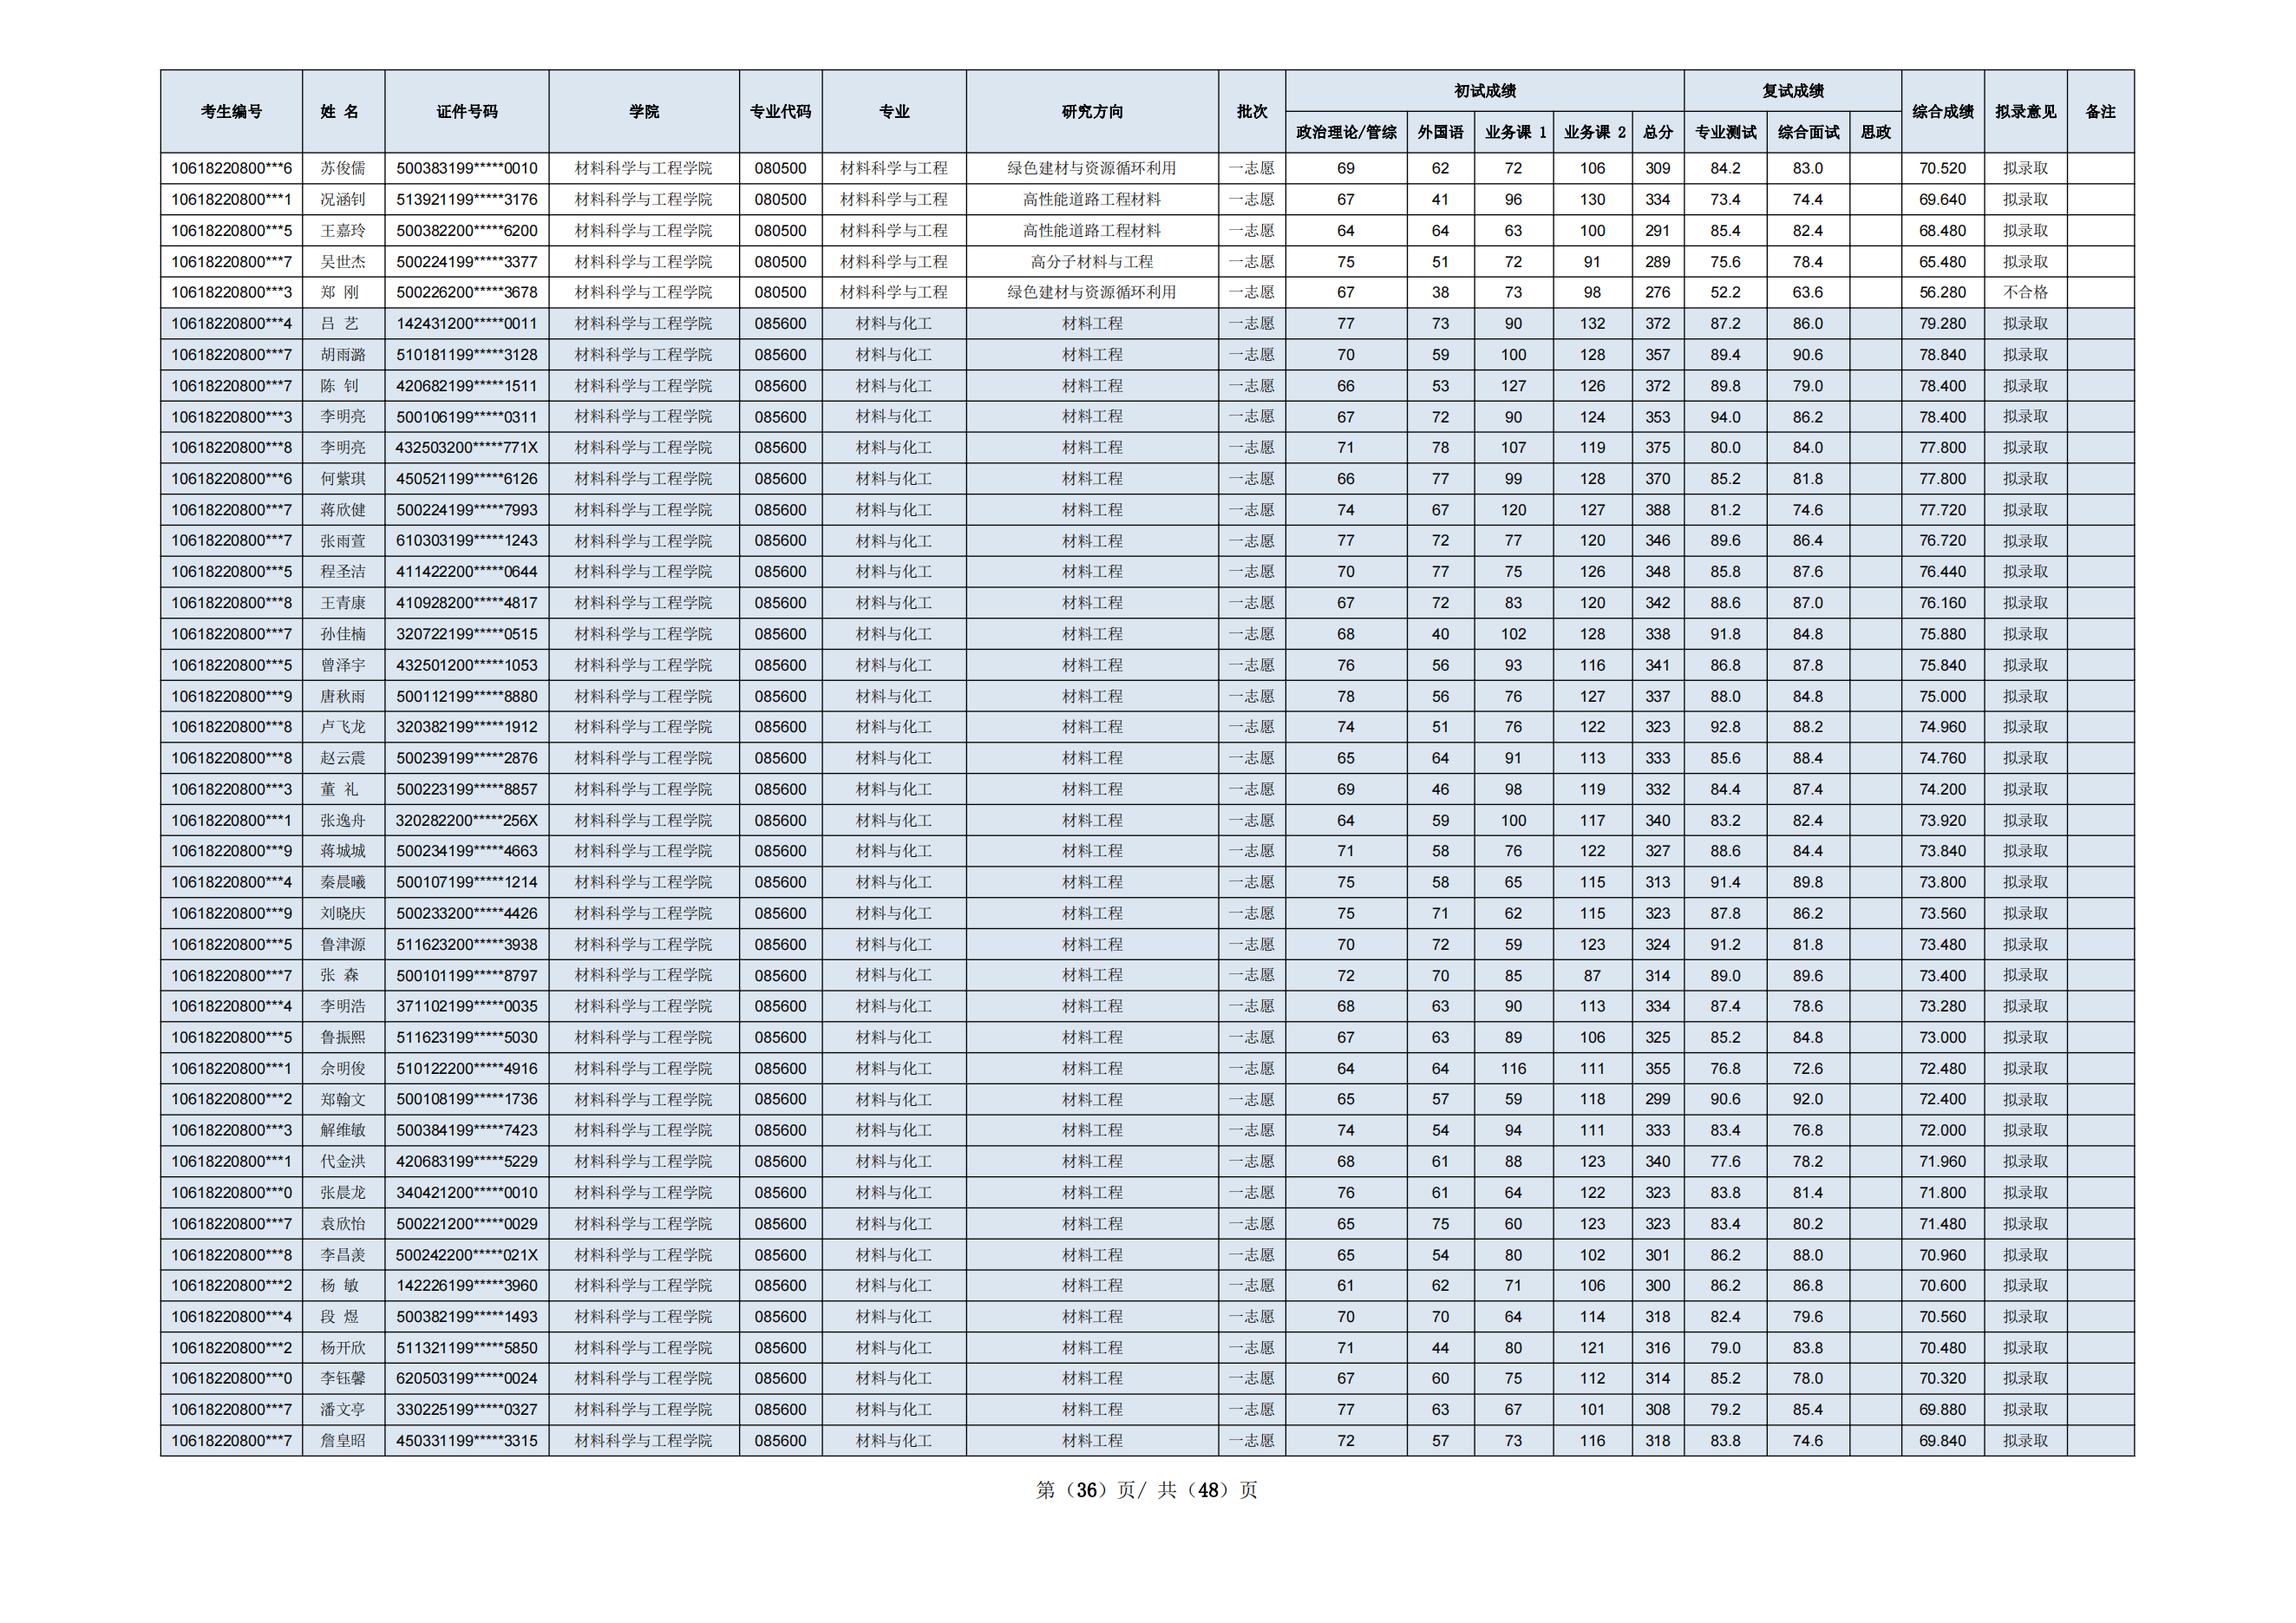 考生编号 姓 名 证件号码 学院 专业代码 专业 研究方向 批次 初试成绩 复试成绩 综合成绩 拟录意见 备注
政治理论/管综 外国语 业务课 1 业务课 2 总分 专业测试 综合面试 思政
10618220800***6 苏俊儒 500383199*****0010 材料科学与工程学院 080500 材料科学与工程 绿色建材与资源循环利用 一志愿 69 62 72 106 309 84.2 83.0 70.520 拟录取
10618220800***1 况涵钊 513921199*****3176 材料科学与工程学院 080500 材料科学与工程 高性能道路工程材料 一志愿 67 41 96 130 334 73.4 74.4 69.640 拟录取
10618220800***5 王嘉玲 500382200*****6200 材料科学与工程学院 080500 材料科学与工程 高性能道路工程材料 一志愿 64 64 63 100 291 85.4 82.4 68.480 拟录取
10618220800***7 吴世杰 500224199*****3377 材料科学与工程学院 080500 材料科学与工程 高分子材料与工程 一志愿 75 51 72 91 289 75.6 78.4 65.480 拟录取
10618220800***3 郑 刚 500226200*****3678 材料科学与工程学院 080500 材料科学与工程 绿色建材与资源循环利用 一志愿 67 38 73 98 276 52.2 63.6 56.280 不合格
10618220800***4 吕 艺 142431200*****0011 材料科学与工程学院 085600 材料与化工 材料工程 一志愿 77 73 90 132 372 87.2 86.0 79.280 拟录取
10618220800***7 胡雨潞 510181199*****3128 材料科学与工程学院 085600 材料与化工 材料工程 一志愿 70 59 100 128 357 89.4 90.6 78.840 拟录取
10618220800***7 陈 钊 420682199*****1511 材料科学与工程学院 085600 材料与化工 材料工程 一志愿 66 53 127 126 372 89.8 79.0 78.400 拟录取
10618220800***3 李明亮 500106199*****0311 材料科学与工程学院 085600 材料与化工 材料工程 一志愿 67 72 90 124 353 94.0 86.2 78.400 拟录取
10618220800***8 李明亮 432503200*****771X 材料科学与工程学院 085600 材料与化工 材料工程 一志愿 71 78 107 119 375 80.0 84.0 77.800 拟录取
10618220800***6 何紫琪 450521199*****6126 材料科学与工程学院 085600 材料与化工 材料工程 一志愿 66 77 99 128 370 85.2 81.8 77.800 拟录取
10618220800***7 蒋欣健 500224199*****7993 材料科学与工程学院 085600 材料与化工 材料工程 一志愿 74 67 120 127 388 81.2 74.6 77.720 拟录取
10618220800***7 张雨萱 610303199*****1243 材料科学与工程学院 085600 材料与化工 材料工程 一志愿 77 72 77 120 346 89.6 86.4 76.720 拟录取
10618220800***5 程圣洁 411422200*****0644 材料科学与工程学院 085600 材料与化工 材料工程 一志愿 70 77 75 126 348 85.8 87.6 76.440 拟录取
10618220800***8 王青康 410928200*****4817 材料科学与工程学院 085600 材料与化工 材料工程 一志愿 67 72 83 120 342 88.6 87.0 76.160 拟录取
10618220800***7 孙佳楠 320722199*****0515 材料科学与工程学院 085600 材料与化工 材料工程 一志愿 68 40 102 128 338 91.8 84.8 75.880 拟录取
10618220800***5 曾泽宇 432501200*****1053 材料科学与工程学院 085600 材料与化工 材料工程 一志愿 76 56 93 116 341 86.8 87.8 75.840 拟录取
10618220800***9 唐秋雨 500112199*****8880 材料科学与工程学院 085600 材料与化工 材料工程 一志愿 78 56 76 127 337 88.0 84.8 75.000 拟录取
10618220800***8 卢飞龙 320382199*****1912 材料科学与工程学院 085600 材料与化工 材料工程 一志愿 74 51 76 122 323 92.8 88.2 74.960 拟录取
10618220800***8 赵云震 500239199*****2876 材料科学与工程学院 085600 材料与化工 材料工程 一志愿 65 64 91 113 333 85.6 88.4 74.760 拟录取
10618220800***3 董 礼 500223199*****8857 材料科学与工程学院 085600 材料与化工 材料工程 一志愿 69 46 98 119 332 84.4 87.4 74.200 拟录取
10618220800***1 张逸舟 320282200*****256X 材料科学与工程学院 085600 材料与化工 材料工程 一志愿 64 59 100 117 340 83.2 82.4 73.920 拟录取
10618220800***9 蒋城城 500234199*****4663 材料科学与工程学院 085600 材料与化工 材料工程 一志愿 71 58 76 122 327 88.6 84.4 73.840 拟录取
10618220800***4 秦晨曦 500107199*****1214 材料科学与工程学院 085600 材料与化工 材料工程 一志愿 75 58 65 115 313 91.4 89.8 73.800 拟录取
10618220800***9 刘晓庆 500233200*****4426 材料科学与工程学院 085600 材料与化工 材料工程 一志愿 75 71 62 115 323 87.8 86.2 73.560 拟录取
10618220800***5 鲁津源 511623200*****3938 材料科学与工程学院 085600 材料与化工 材料工程 一志愿 70 72 59 123 324 91.2 81.8 73.480 拟录取
10618220800***7 张 森 500101199*****8797 材料科学与工程学院 085600 材料与化工 材料工程 一志愿 72 70 85 87 314 89.0 89.6 73.400 拟录取
10618220800***4 李明浩 371102199*****0035 材料科学与工程学院 085600 材料与化工 材料工程 一志愿 68 63 90 113 334 87.4 78.6 73.280 拟录取
10618220800***5 鲁振熙 511623199*****5030 材料科学与工程学院 085600 材料与化工 材料工程 一志愿 67 63 89 106 325 85.2 84.8 73.000 拟录取
10618220800***1 佘明俊 510122200*****4916 材料科学与工程学院 085600 材料与化工 材料工程 一志愿 64 64 116 111 355 76.8 72.6 72.480 拟录取
10618220800***2 郑翰文 500108199*****1736 材料科学与工程学院 085600 材料与化工 材料工程 一志愿 65 57 59 118 299 90.6 92.0 72.400 拟录取
10618220800***3 解维敏 500384199*****7423 材料科学与工程学院 085600 材料与化工 材料工程 一志愿 74 54 94 111 333 83.4 76.8 72.000 拟录取
10618220800***1 代金洪 420683199*****5229 材料科学与工程学院 085600 材料与化工 材料工程 一志愿 68 61 88 123 340 77.6 78.2 71.960 拟录取
10618220800***0 张晨龙 340421200*****0010 材料科学与工程学院 085600 材料与化工 材料工程 一志愿 76 61 64 122 323 83.8 81.4 71.800 拟录取
10618220800***7 袁欣怡 500221200*****0029 材料科学与工程学院 085600 材料与化工 材料工程 一志愿 65 75 60 123 323 83.4 80.2 71.480 拟录取
10618220800***8 李昌羡 500242200*****021X 材料科学与工程学院 085600 材料与化工 材料工程 一志愿 65 54 80 102 301 86.2 88.0 70.960 拟录取
10618220800***2 杨 敏 142226199*****3960 材料科学与工程学院 085600 材料与化工 材料工程 一志愿 61 62 71 106 300 86.2 86.8 70.600 拟录取
10618220800***4 段 煜 500382199*****1493 材料科学与工程学院 085600 材料与化工 材料工程 一志愿 70 70 64 114 318 82.4 79.6 70.560 拟录取
10618220800***2 杨开欣 511321199*****5850 材料科学与工程学院 085600 材料与化工 材料工程 一志愿 71 44 80 121 316 79.0 83.8 70.480 拟录取
10618220800***0 李钰馨 620503199*****0024 材料科学与工程学院 085600 材料与化工 材料工程 一志愿 67 60 75 112 314 85.2 78.0 70.320 拟录取
10618220800***7 潘文亭 330225199*****0327 材料科学与工程学院 085600 材料与化工 材料工程 一志愿 77 63 67 101 308 79.2 85.4 69.880 拟录取
10618220800***7 詹皇昭 450331199*****3315 材料科学与工程学院 085600 材料与化工 材料工程 一志愿 72 57 73 116 318 83.8 74.6 69.840 拟录取
第（36）页/ 共（48）页